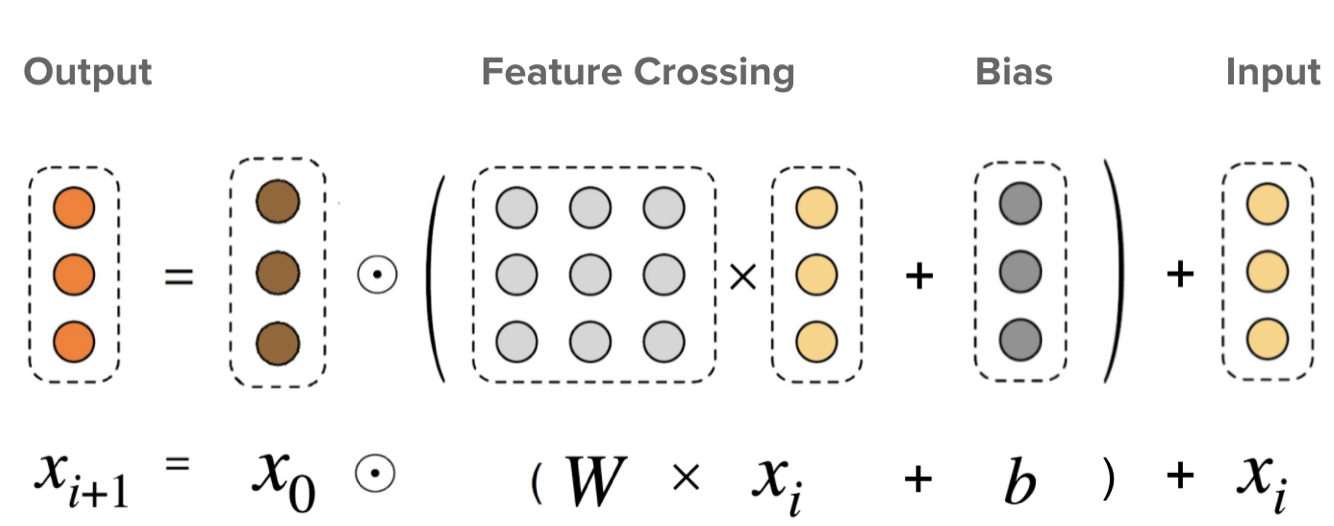 Output Feature Crossing Bias Input
= ⊙ ( × + ) +
x_{i+1} = x_0 ⊙ ( W × x_i + b ) + x_i